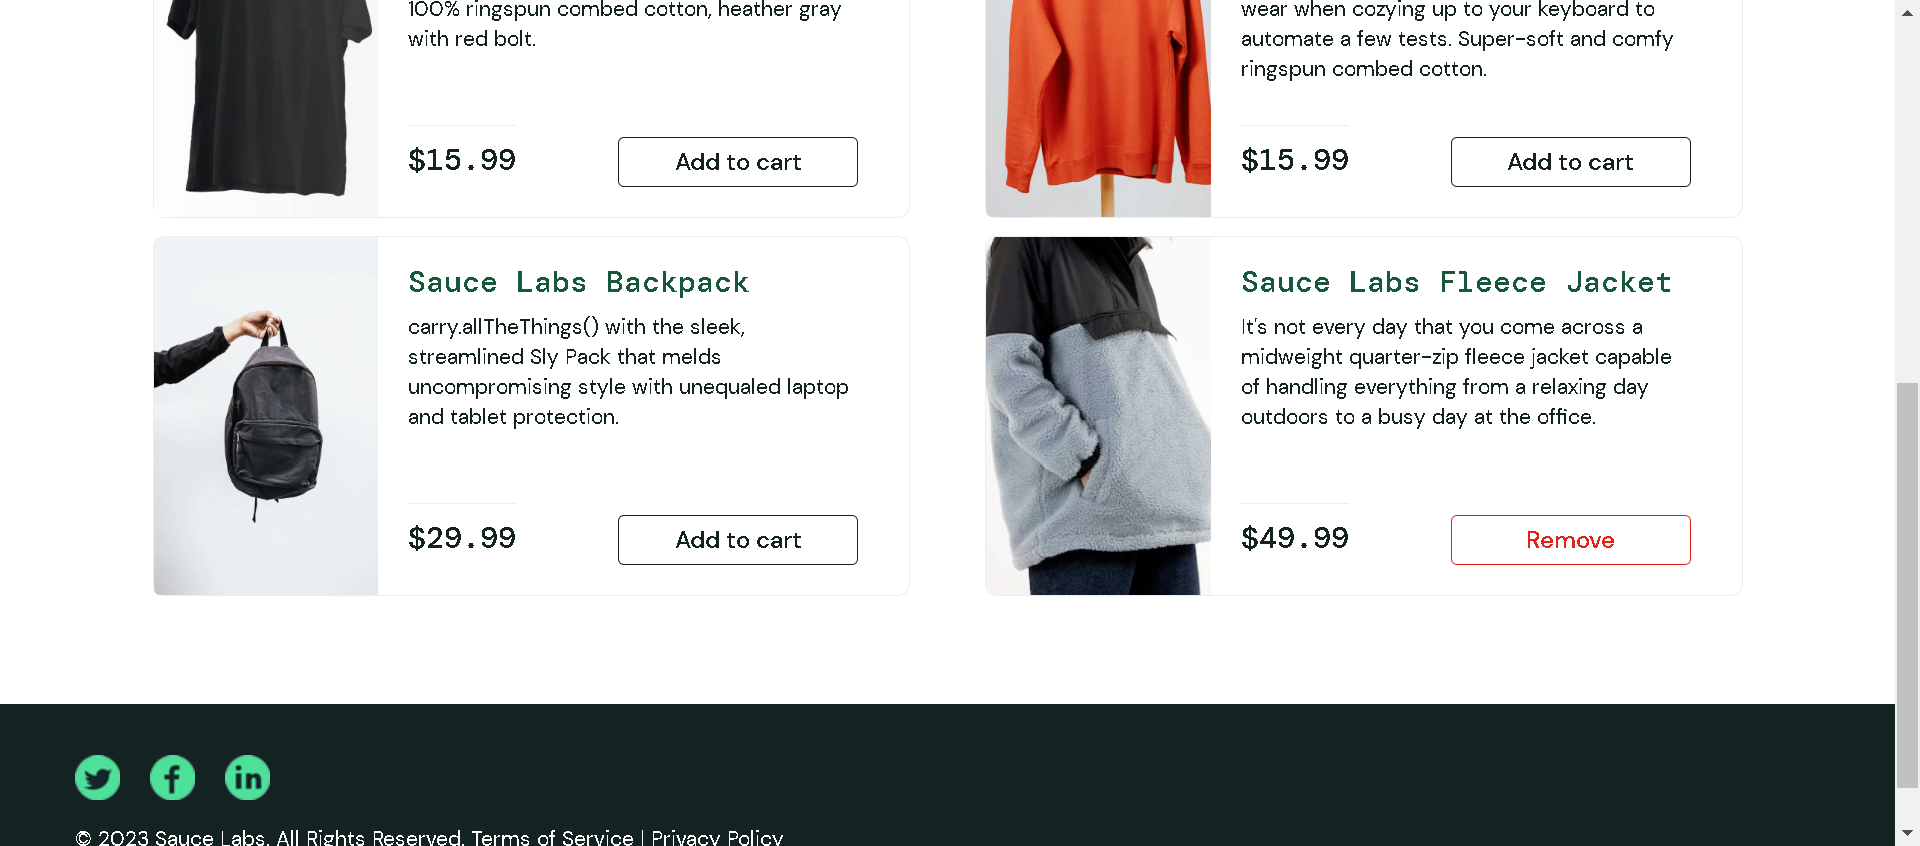 100% ringspun combed cotton, heather gray
with red bolt.
$15.99
Add to cart
wear when cozying up to your keyboard to
automate a few tests. Super-soft and comfy
ringspun combed cotton.
$15.99
Add to cart
Sauce Labs Backpack
carry.allTheThings() with the sleek,
streamlined Sly Pack that melds
uncompromising style with unequaled laptop
and tablet protection.
$29.99
Add to cart
Sauce Labs Fleece Jacket
It's not every day that you come across a
midweight quarter-zip fleece jacket capable
of handling everything from a relaxing day
outdoors to a busy day at the office.
$49.99
Remove
© 2023 Sauce Labs. All Rights Reserved. Terms of Service | Privacy Policy